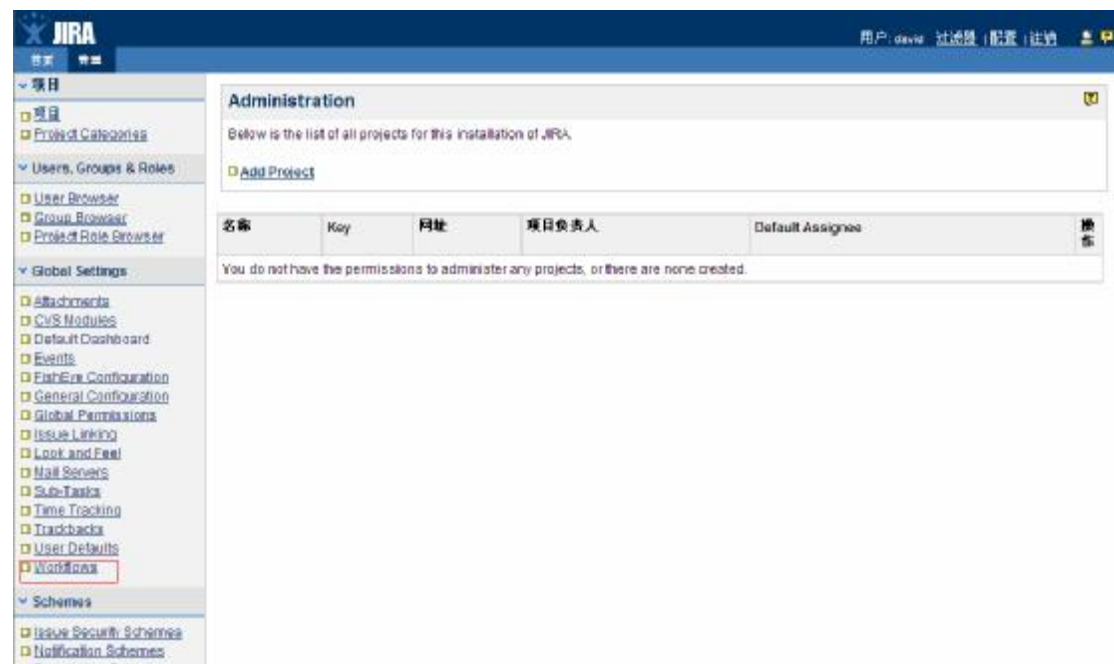 JIRA
用户: david 过滤器 | 配置 | 注销
首页 管理
项目
项目
Project Categories
Users, Groups & Roles
User Browser
Group Browser
Project Role Browser
Global Settings
Attachments
CVS Modules
Default Dashboard
Events
FishEye Configuration
General Configuration
Global Permissions
Issue Linking
Look and Feel
Mail Servers
Sub-Tasks
Time Tracking
Trackbacks
User Defaults
Workflows
Schemes
Issue Security Schemes
Notification Schemes
Administration
Below is the list of all projects for this installation of JIRA.
Add Project
名称 Key 网址 项目负责人 Default Assignee 操作
You do not have the permissions to administer any projects, or there are none created.